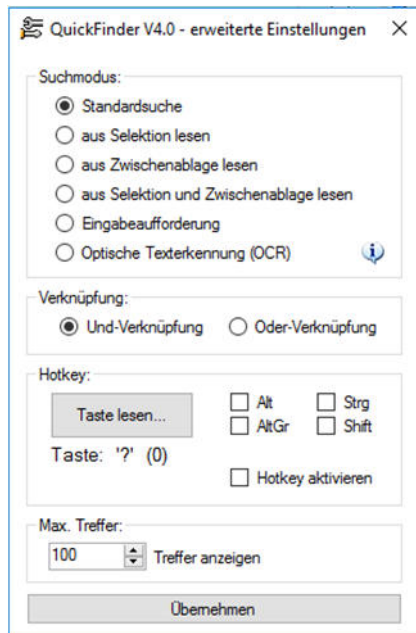 QuickFinder V4.0 - erweiterte Einstellungen
Suchmodus:
Standardsuche
aus Selektion lesen
aus Zwischenablage lesen
aus Selektion und Zwischenablage lesen
Eingabeaufforderung
Optische Texterkennung (OCR)
Verknüpfung:
Und-Verknüpfung Oder-Verknüpfung
Hotkey:
Taste lesen... Alt Strg
AltGr Shift
Taste: '?' (0)
Hotkey aktivieren
Max. Treffer:
100 Treffer anzeigen
Übernehmen